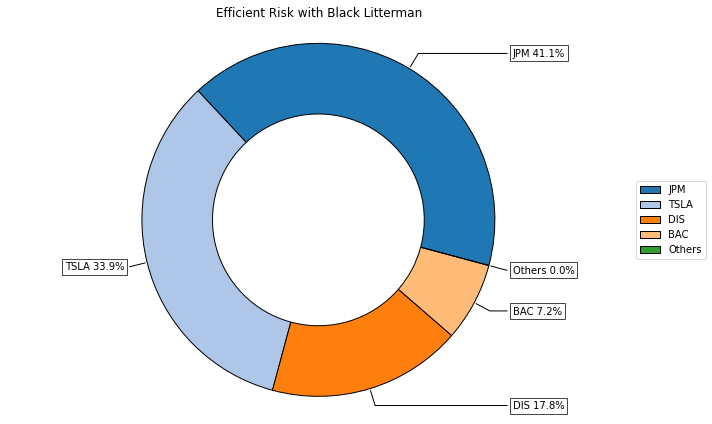 Efficient Risk with Black Litterman
JPM 41.1%
TSLA 33.9%
Others 0.0%
BAC 7.2%
DIS 17.8%
JPM
TSLA
DIS
BAC
Others